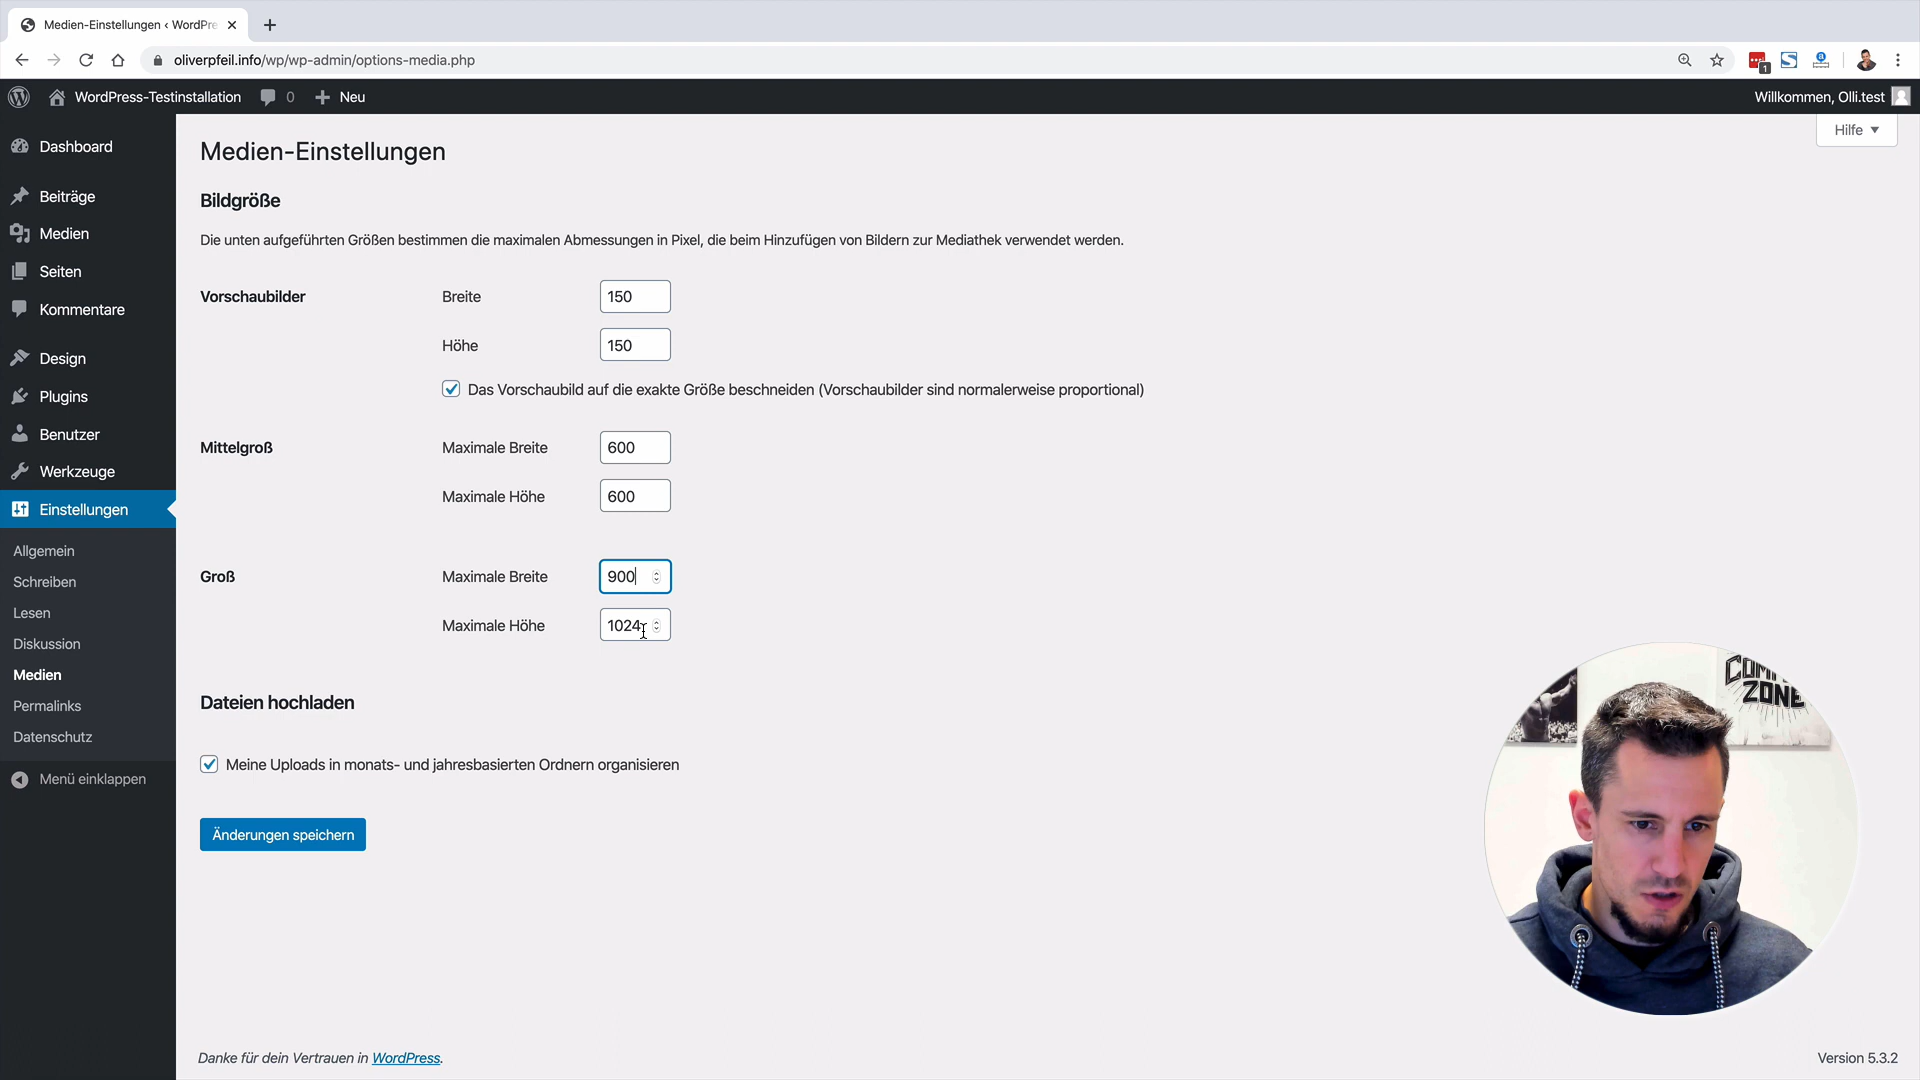 Medien-Einstellungen ‹ WordPre
oliverpfeil.info/wp/wp-admin/options-media.php
1
WordPress-Testinstallation 0 Neu Willkommen, Olli.test
Hilfe
Dashboard
Beiträge
Medien
Seiten
Kommentare
Design
Plugins
Benutzer
Werkzeuge
Einstellungen
Allgemein
Schreiben
Lesen
Diskussion
Medien
Permalinks
Datenschutz
Menü einklappen
Medien-Einstellungen
Bildgröße
Die unten aufgeführten Größen bestimmen die maximalen Abmessungen in Pixel, die beim Hinzufügen von Bildern zur Mediathek verwendet werden.
Vorschaubilder Breite 150
Höhe 150
Das Vorschaubild auf die exakte Größe beschneiden (Vorschaubilder sind normalerweise proportional)
Mittelgroß Maximale Breite 600
Maximale Höhe 600
Groß Maximale Breite 900
Maximale Höhe 1024
Dateien hochladen
Meine Uploads in monats- und jahresbasierten Ordnern organisieren
Änderungen speichern
ZONE
Danke für dein Vertrauen in WordPress. Version 5.3.2